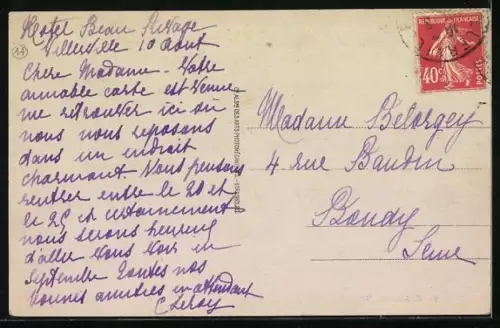 Hotel Beau Rivage
Villerville 10 Aout
14
Chere Madame - Votre
aimable carte est venue
me retrouver ici où
nous nous reposons
dans un endroit
charmant. Nous pensons
rentrer entre le 20 et
le 25 et certainement
nous serons heureux
d'aller vous voir en
Septembre Toutes nos
bonnes amitiés en attendant
C Leroy
Madame Belorgey
4 rue Baudin
Bondy
Seine
REPUBLIQUE FRANÇAISE
40c
POSTES